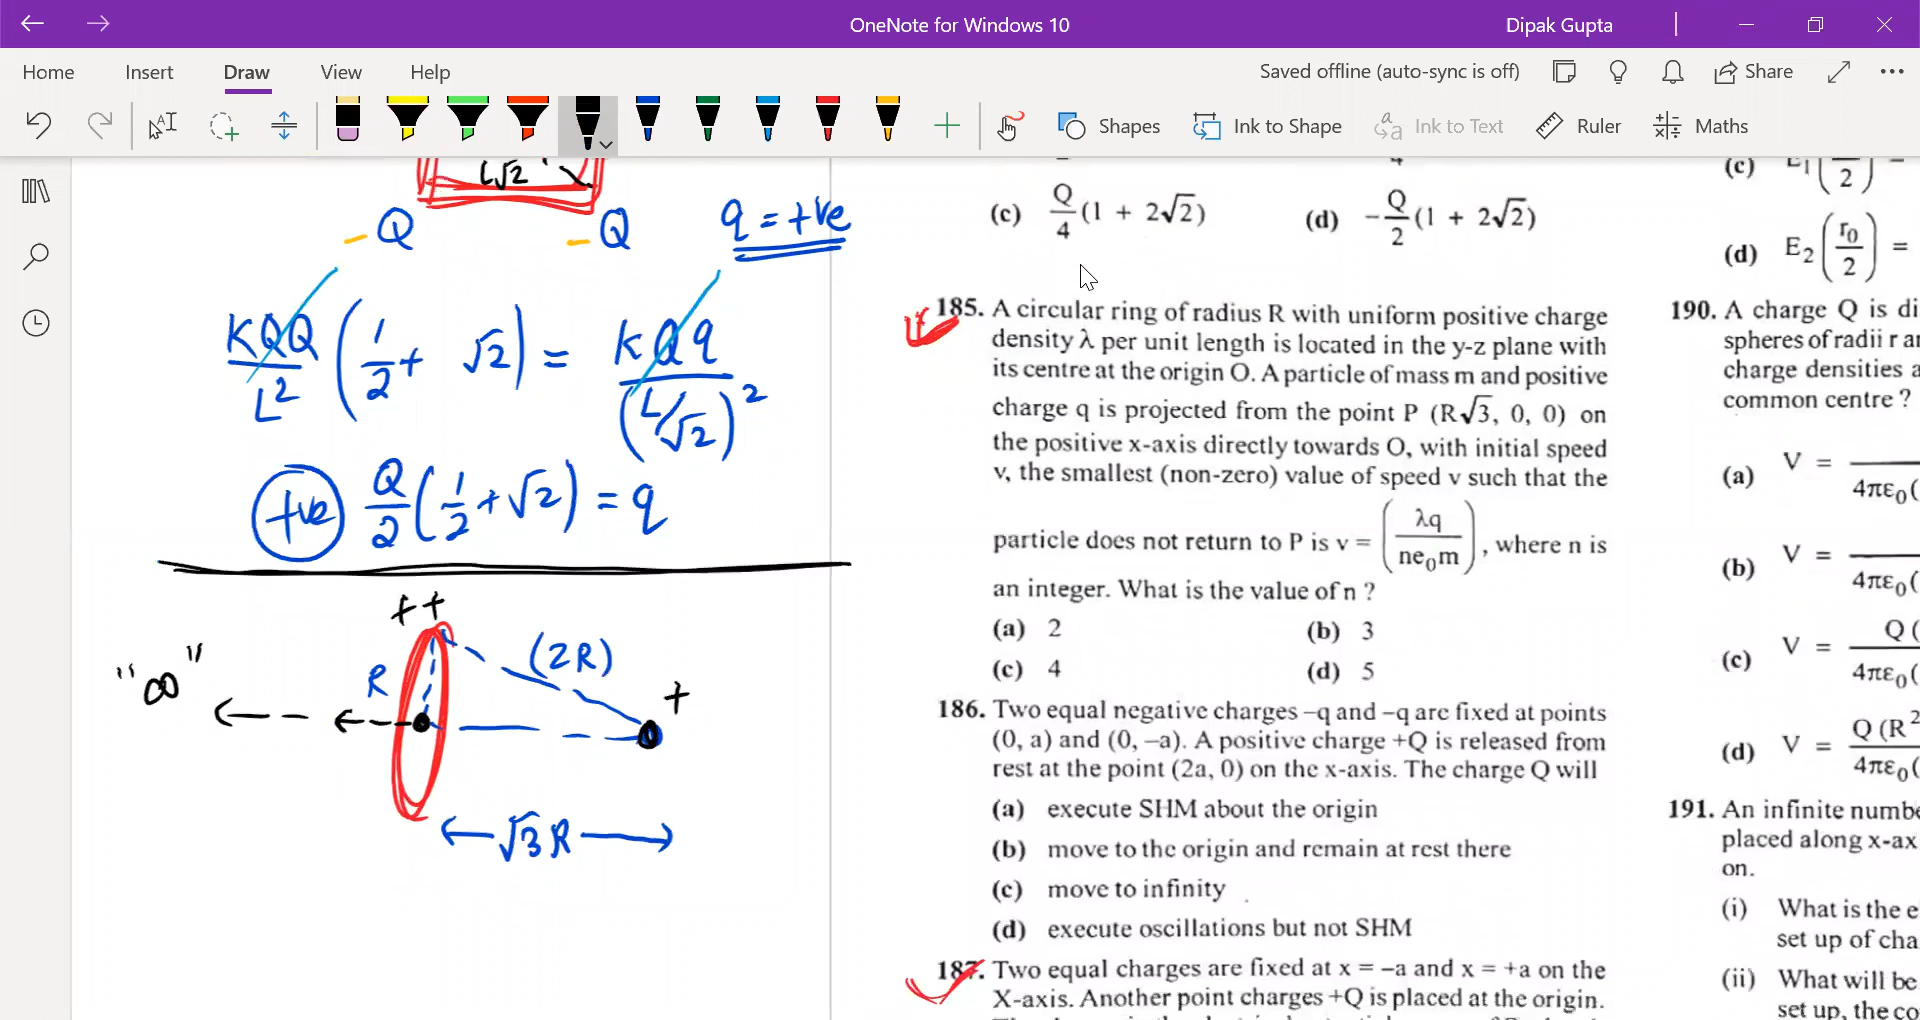 OneNote for Windows 10
Dipak Gupta
Home Insert Draw View Help
Saved offline (auto-sync is off)
Share
Shapes
Ink to Shape
Ink to Text
Ruler
Maths
L√2
- Q - Q
q = +ve
KQQ/L² (1/2 + √2) = KQq/(L/√2)²
+ve Q/2 (1/2 + √2) = q
+ +
"∞"
R
(2R)
+
√3R
(c) Q/4 (1 + 2√2) (d) -Q/2 (1 + 2√2)
185. A circular ring of radius R with uniform positive charge
density λ per unit length is located in the y-z plane with
its centre at the origin O. A particle of mass m and positive
charge q is projected from the point P (R√3, 0, 0) on
the positive x-axis directly towards O, with initial speed
v, the smallest (non-zero) value of speed v such that the
particle does not return to P is v = (λq/ne₀m), where n is
an integer. What is the value of n ?
(a) 2 (b) 3
(c) 4 (d) 5
186. Two equal negative charges –q and –q are fixed at points
(0, a) and (0, –a). A positive charge +Q is released from
rest at the point (2a, 0) on the x-axis. The charge Q will
(a) execute SHM about the origin
(b) move to the origin and remain at rest there
(c) move to infinity
(d) execute oscillations but not SHM
187. Two equal charges are fixed at x = –a and x = +a on the
X-axis. Another point charges +Q is placed at the origin.
(c)
(d) E₂(r₀/2) =
190. A charge Q is di
spheres of radii r a
charge densities a
common centre ?
(a) V = 4πε₀(
(b) V = 4πε₀(
(c) V = Q (/4πε₀(
(d) V = Q (R²/4πε₀(
191. An infinite numb
placed along x-ax
on.
(i) What is the e
set up of cha
(ii) What will be
set up, the co